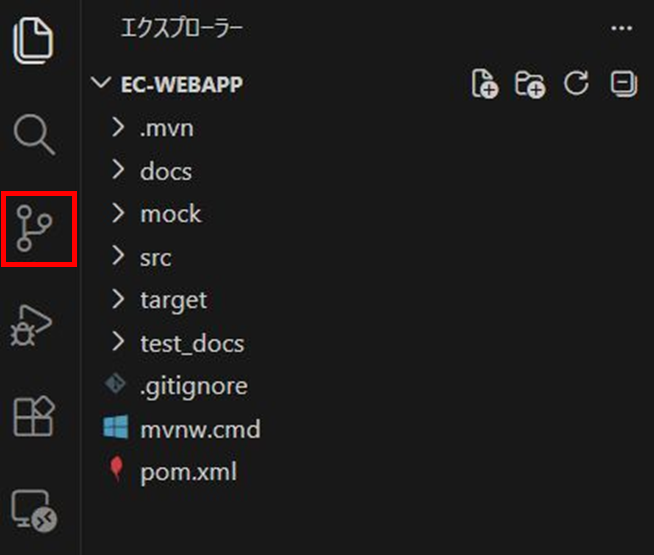 エクスプローラー
EC-WEBAPP
.mvn
docs
mock
src
target
test_docs
.gitignore
mvnw.cmd
pom.xml